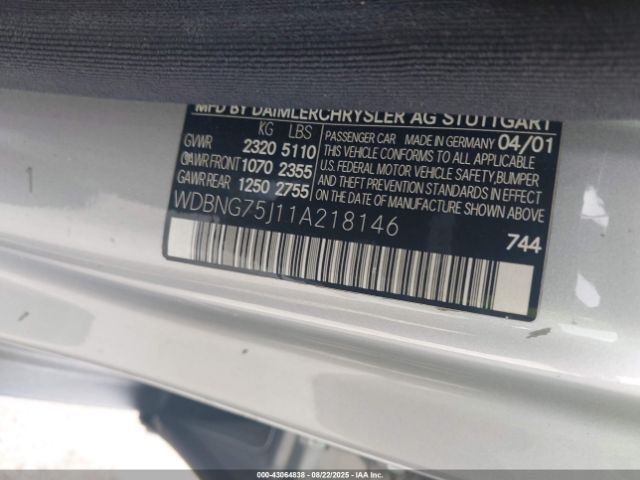 MFD BY DAIMLERCHRYSLER AG STUTTGART
KG LBS
GVWR 2320 5110
GAWR FRONT 1070 2355
GAWR REAR 1250 2755
PASSENGER CAR MADE IN GERMANY 04/01
THIS VEHICLE CONFORMS TO ALL APPLICABLE
U.S. FEDERAL MOTOR VEHICLE SAFETY,BUMPER
AND THEFT PREVENTION STANDARDS IN
EFFECT ON THE DATE OF
MANUFACTURE SHOWN ABOVE
WDBNG75J11A218146
744
000-43064838 - 08/22/2025 - IAAI.COM